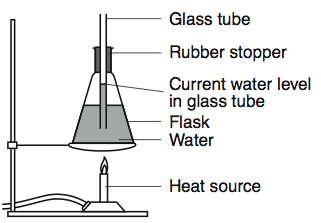 Glass tube
Rubber stopper
Current water level
in glass tube
Flask
Water
Heat source